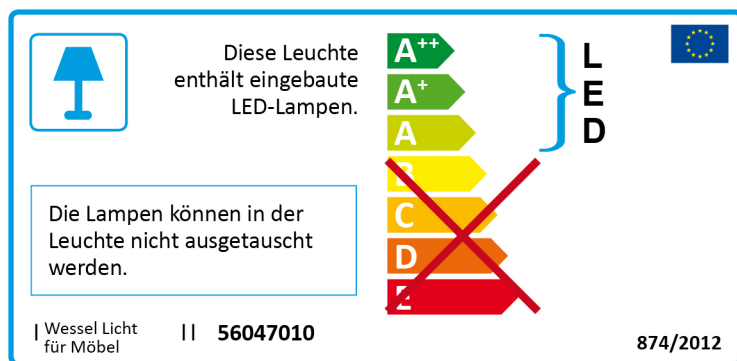 Diese Leuchte
enthält eingebaute
LED-Lampen.
A++
A+
A
B
C
D
E
L
E
D
Die Lampen können in der
Leuchte nicht ausgetauscht
werden.
I Wessel Licht
für Möbel
II 56047010
874/2012